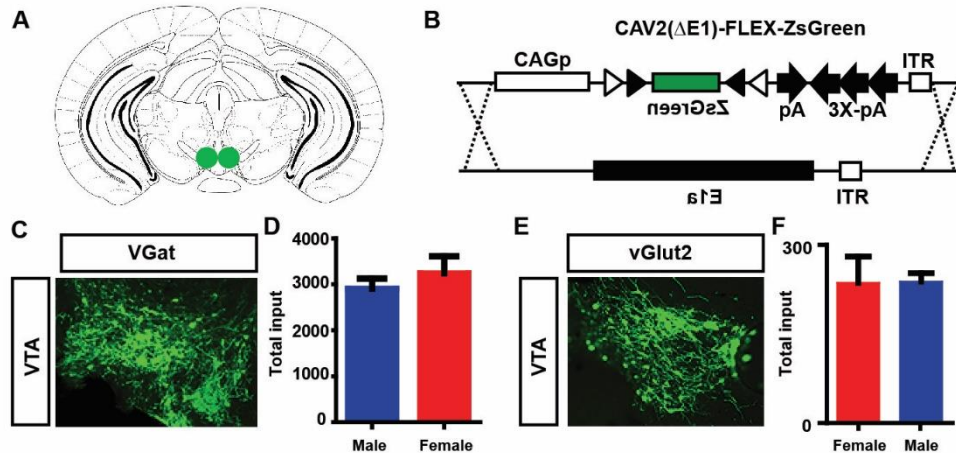 A
B
CAV2(ΔE1)-FLEX-ZsGreen
CAGp
ITR
ZsGreen
pA
3X-pA
E1a
ITR
C
VGat
VTA
D
Total input
4000
3000
2000
1000
0
Male
Female
E
vGlut2
VTA
F
Total input
300
0
Female
Male